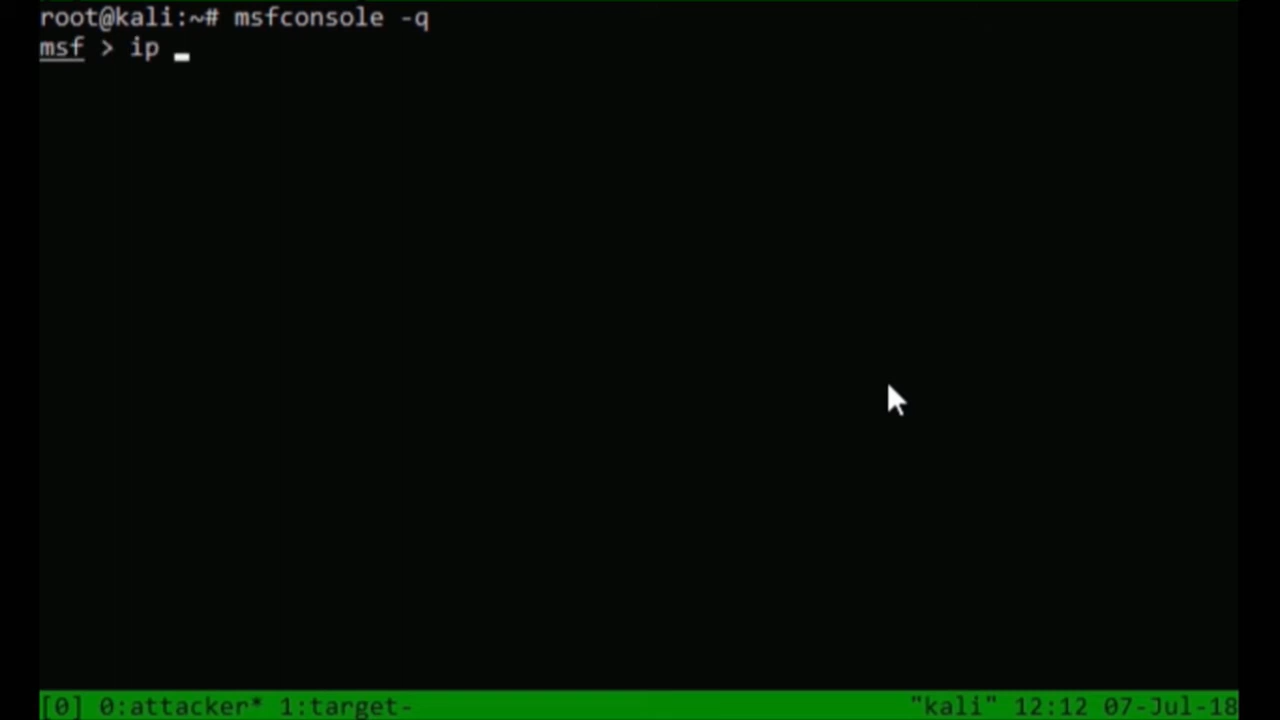 root@kali:~# msfconsole -q
msf > ip
[0] 0:attacker* 1:target- "kali" 12:12 07-Jul-18